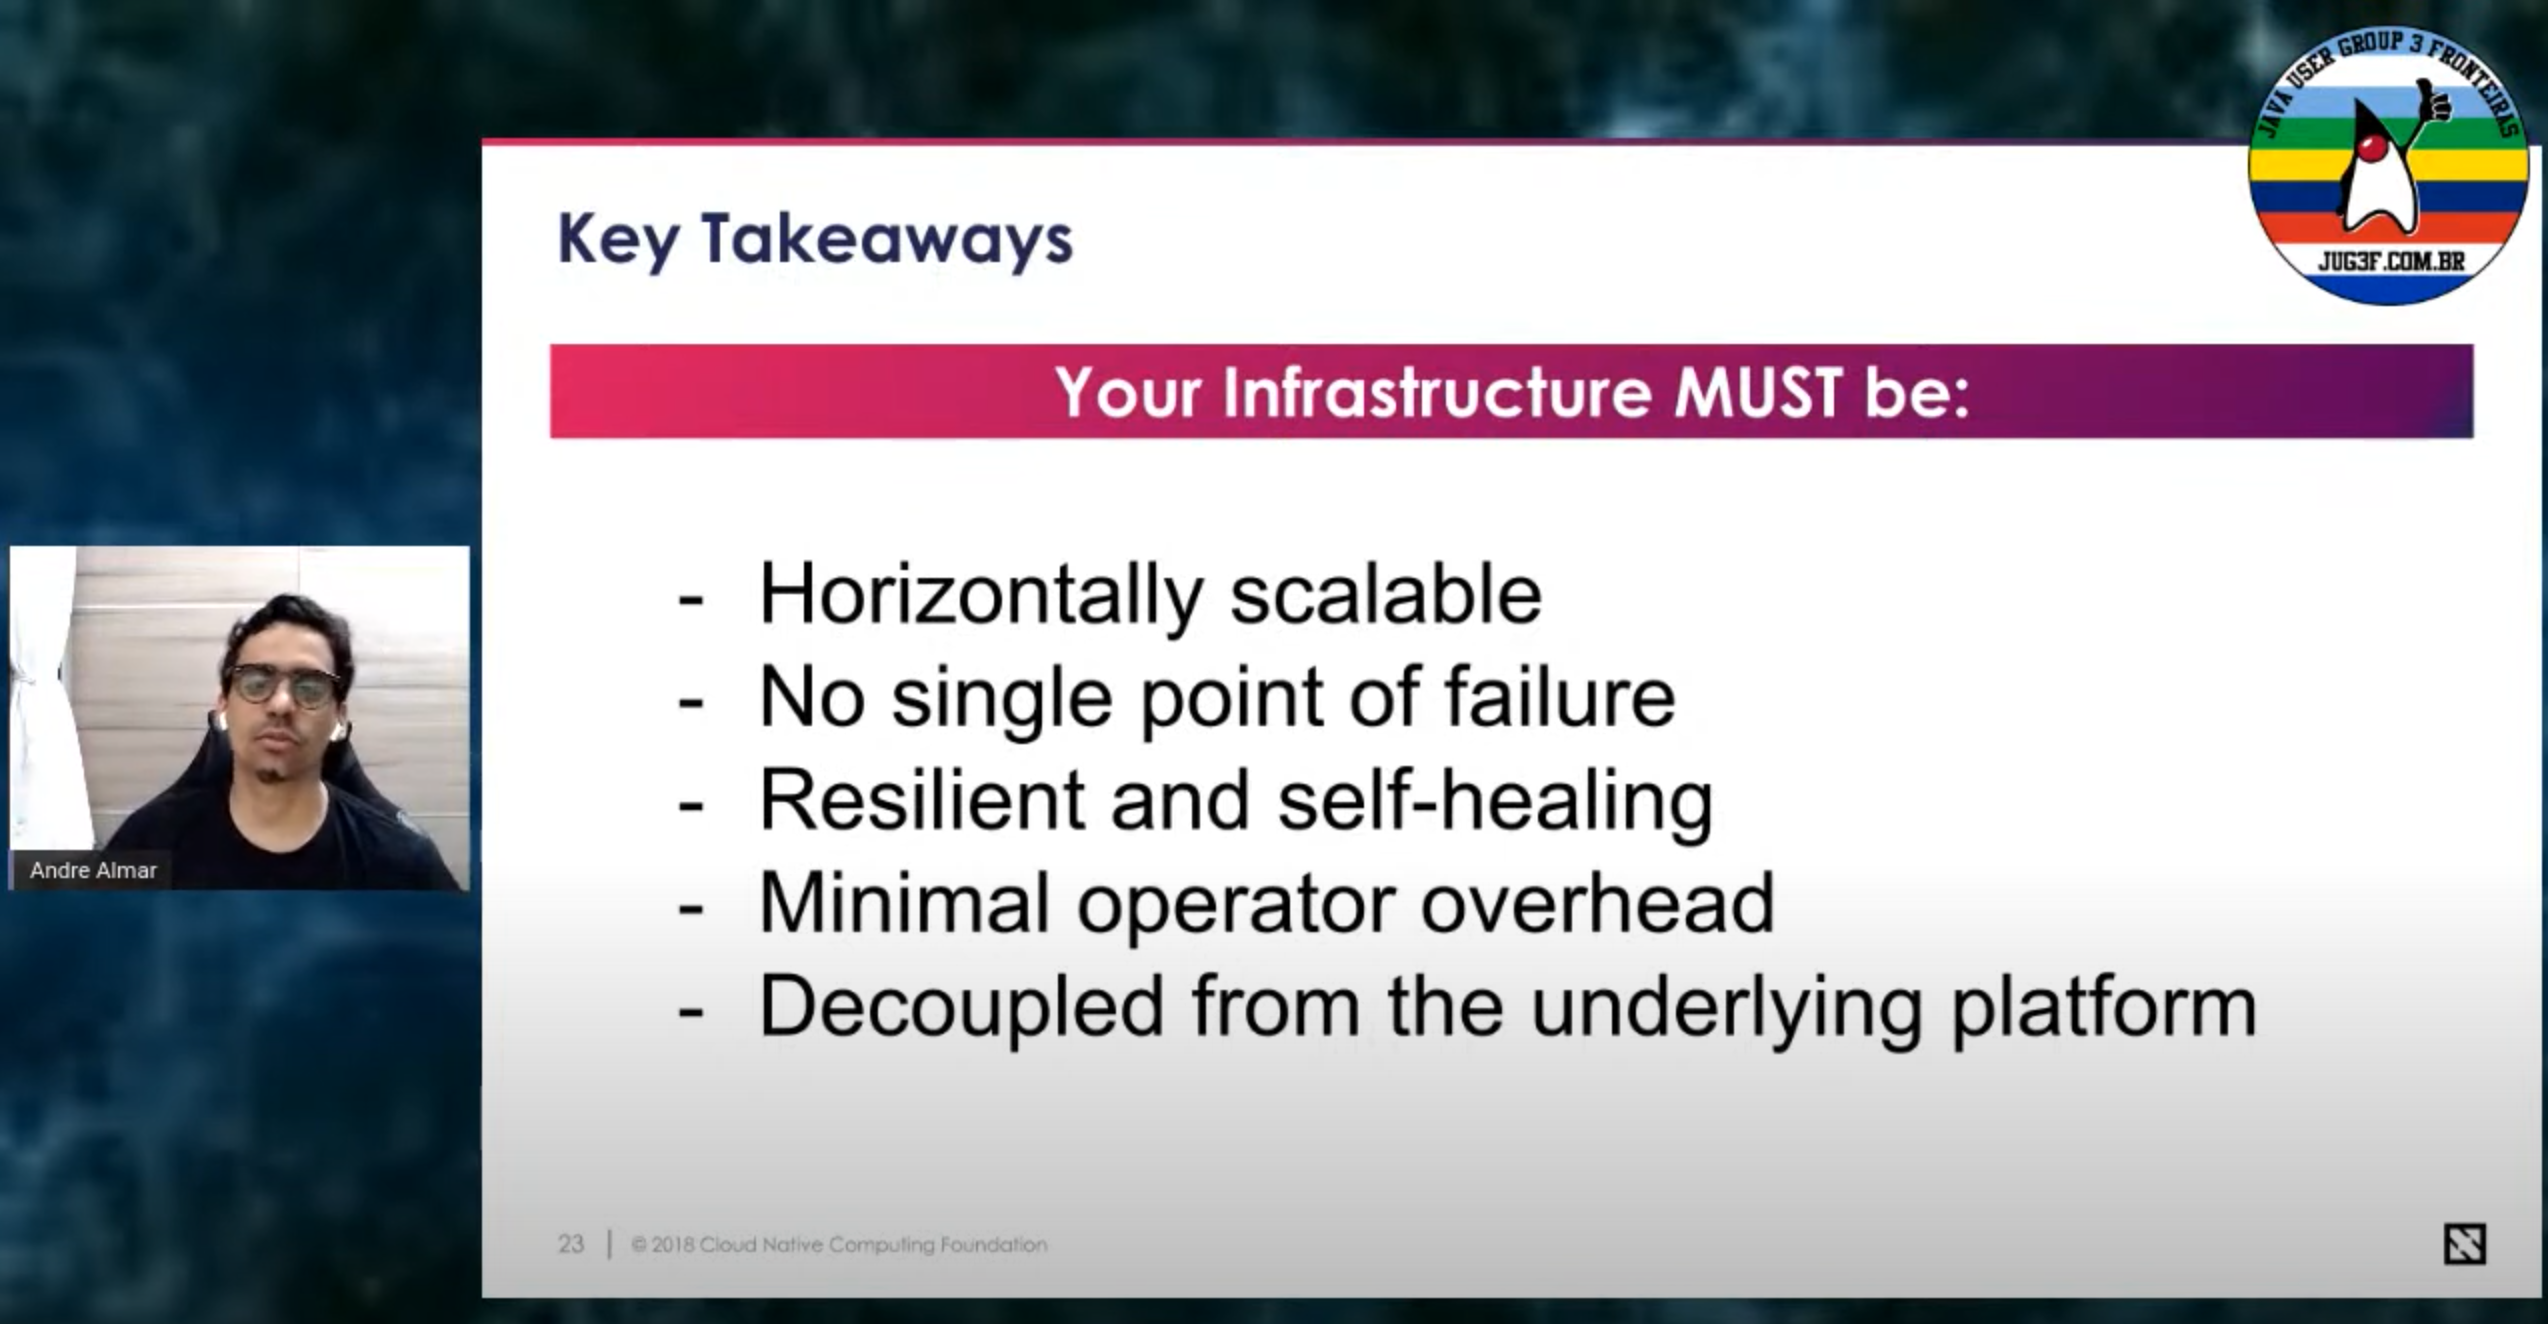 JAVA USER GROUP 3 FRONTEIRAS
JUG3F.COM.BR
Key Takeaways
Your Infrastructure MUST be:
- Horizontally scalable
- No single point of failure
- Resilient and self-healing
- Minimal operator overhead
- Decoupled from the underlying platform
Andre Almar
23 | © 2018 Cloud Native Computing Foundation